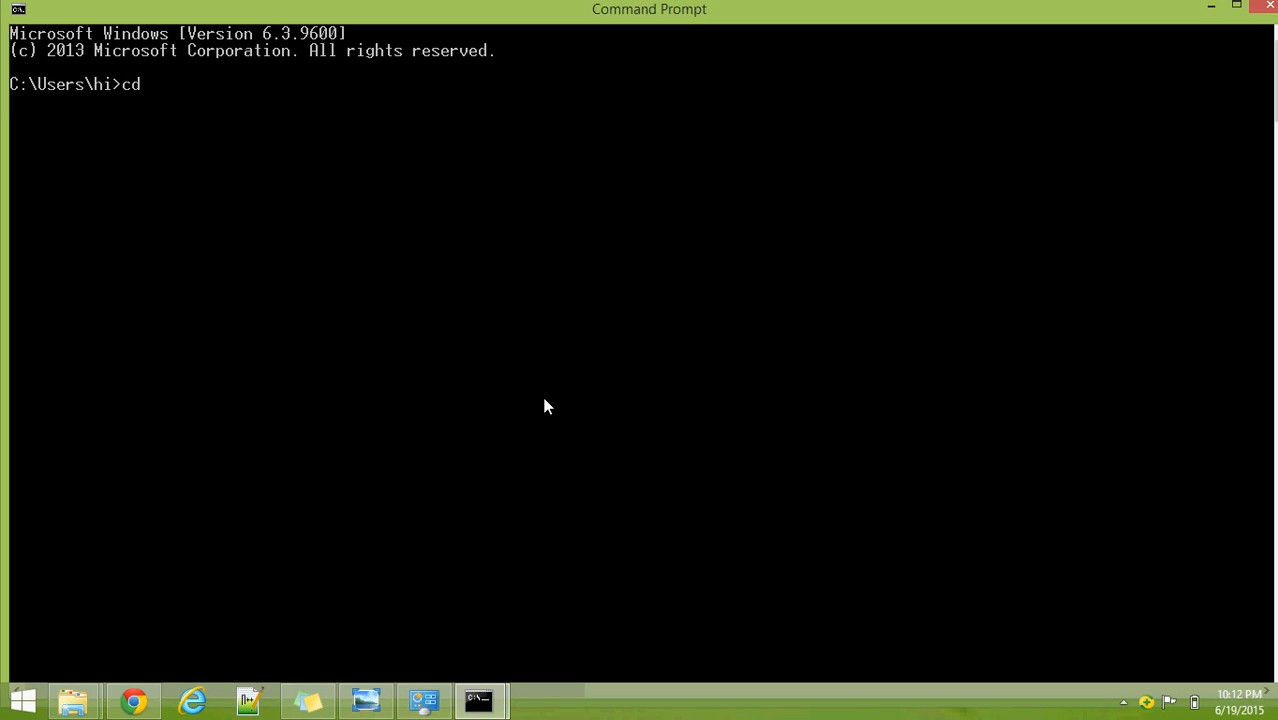 Command Prompt
Microsoft Windows [Version 6.3.9600]
(c) 2013 Microsoft Corporation. All rights reserved.
C:\Users\hi>cd
10:12 PM
6/19/2015